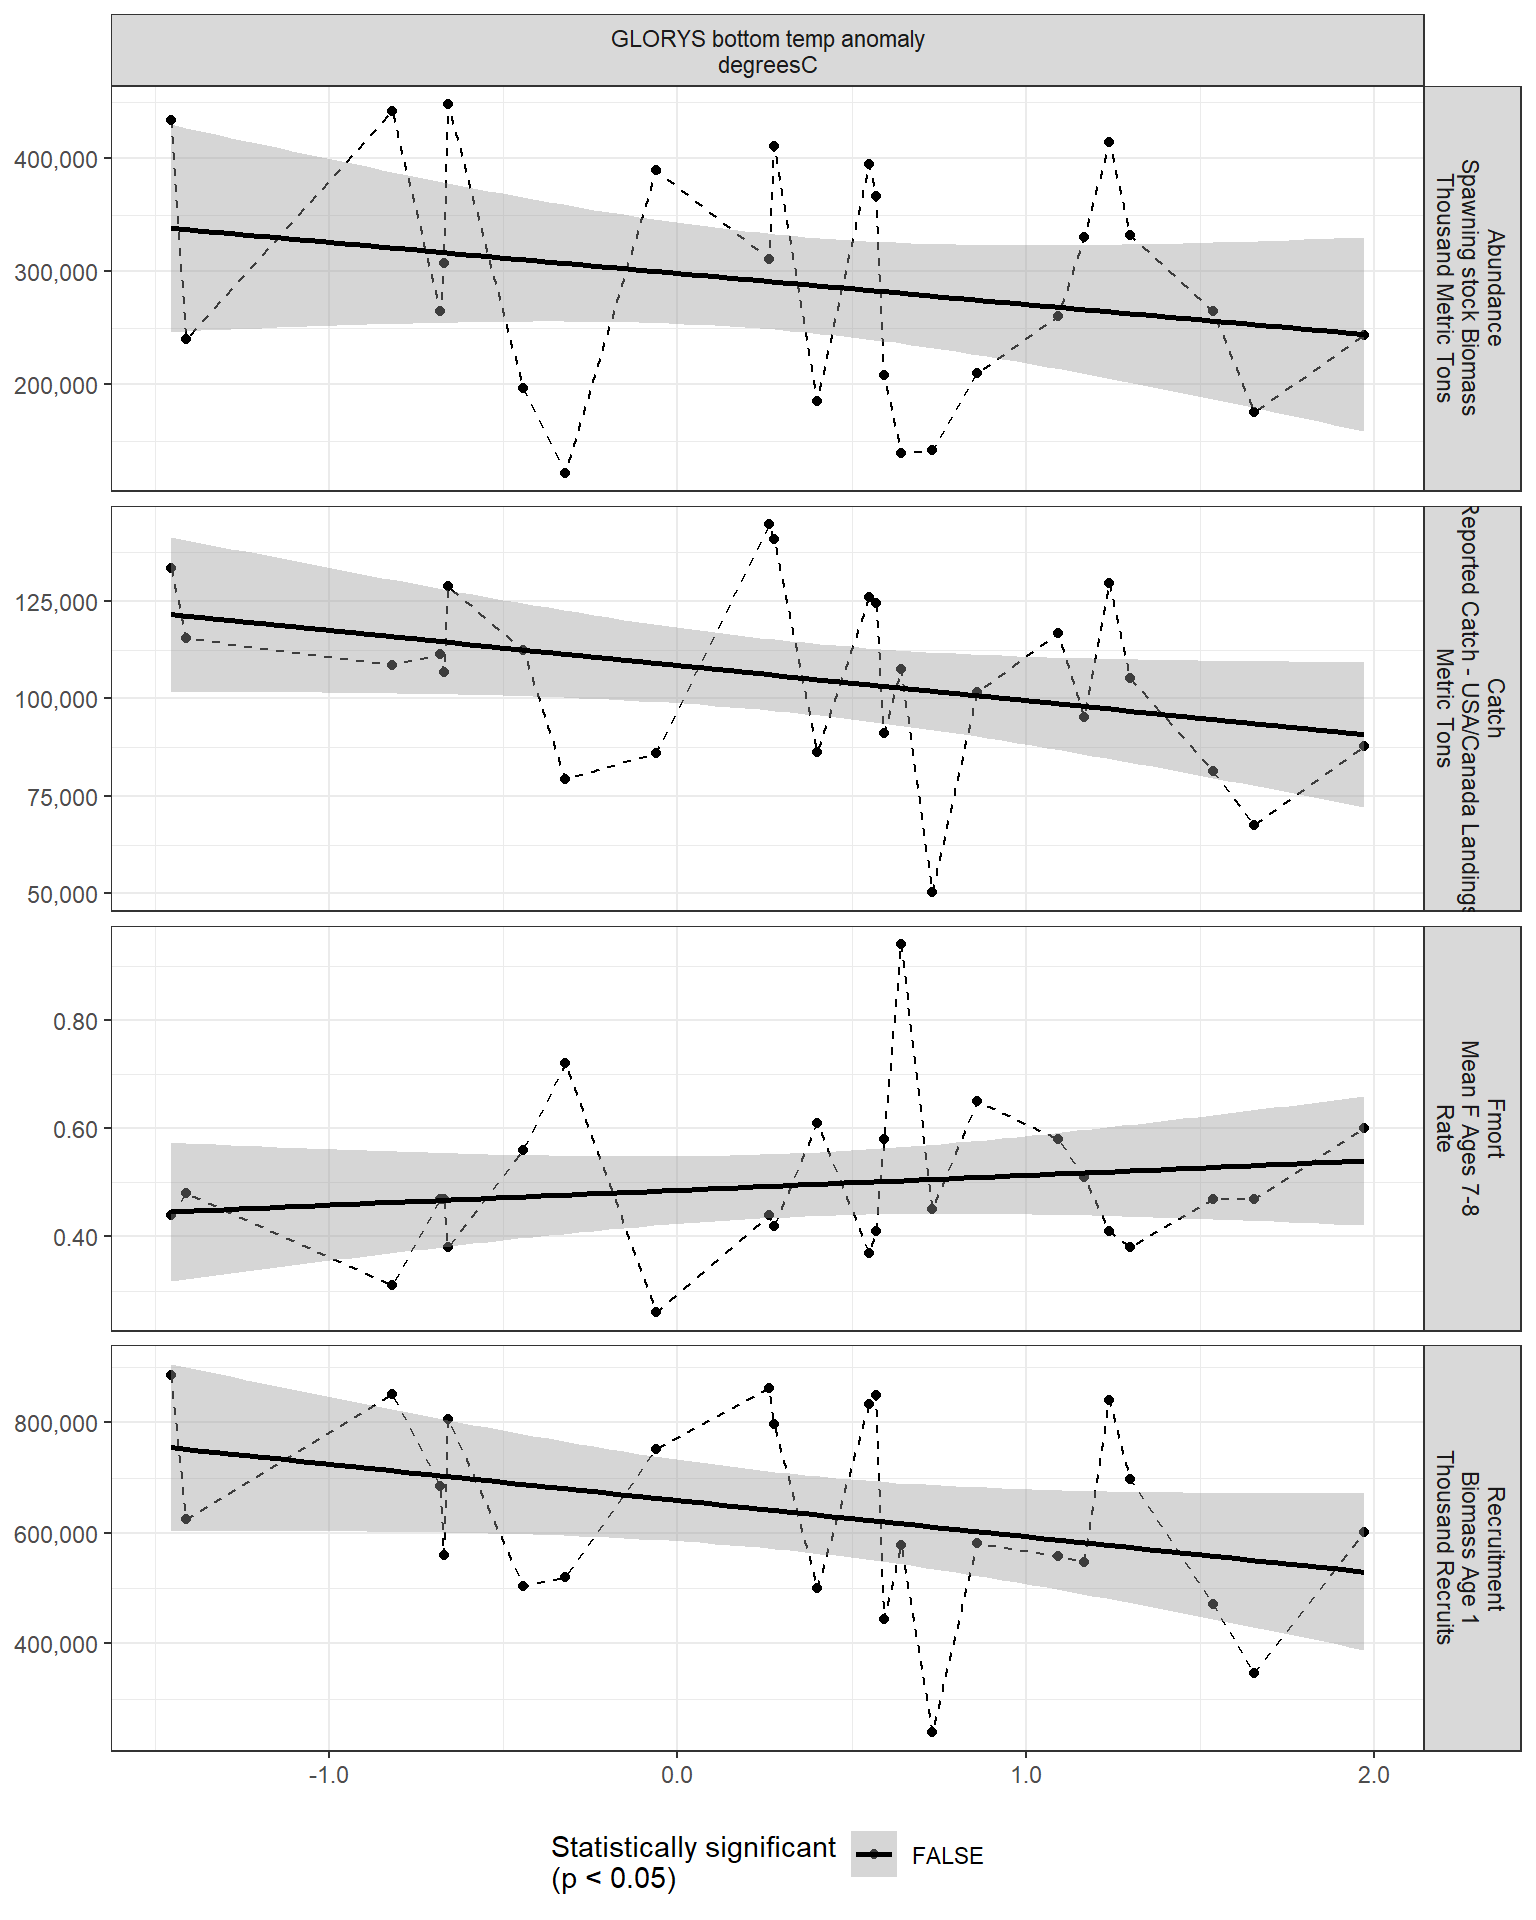 GLORYS bottom temp anomaly
degreesC
400,000
300,000
200,000
Abundance
Spawning stock Biomass
Thousand Metric Tons
125,000
100,000
75,000
50,000
Catch
Reported Catch - USA/Canada Landings
Metric Tons
0.80
0.60
0.40
Fmort
Mean F Ages 7-8
Rate
800,000
600,000
400,000
Recruitment
Biomass Age 1
Thousand Recruits
-1.0
0.0
1.0
2.0
Statistically significant
(p < 0.05)
FALSE